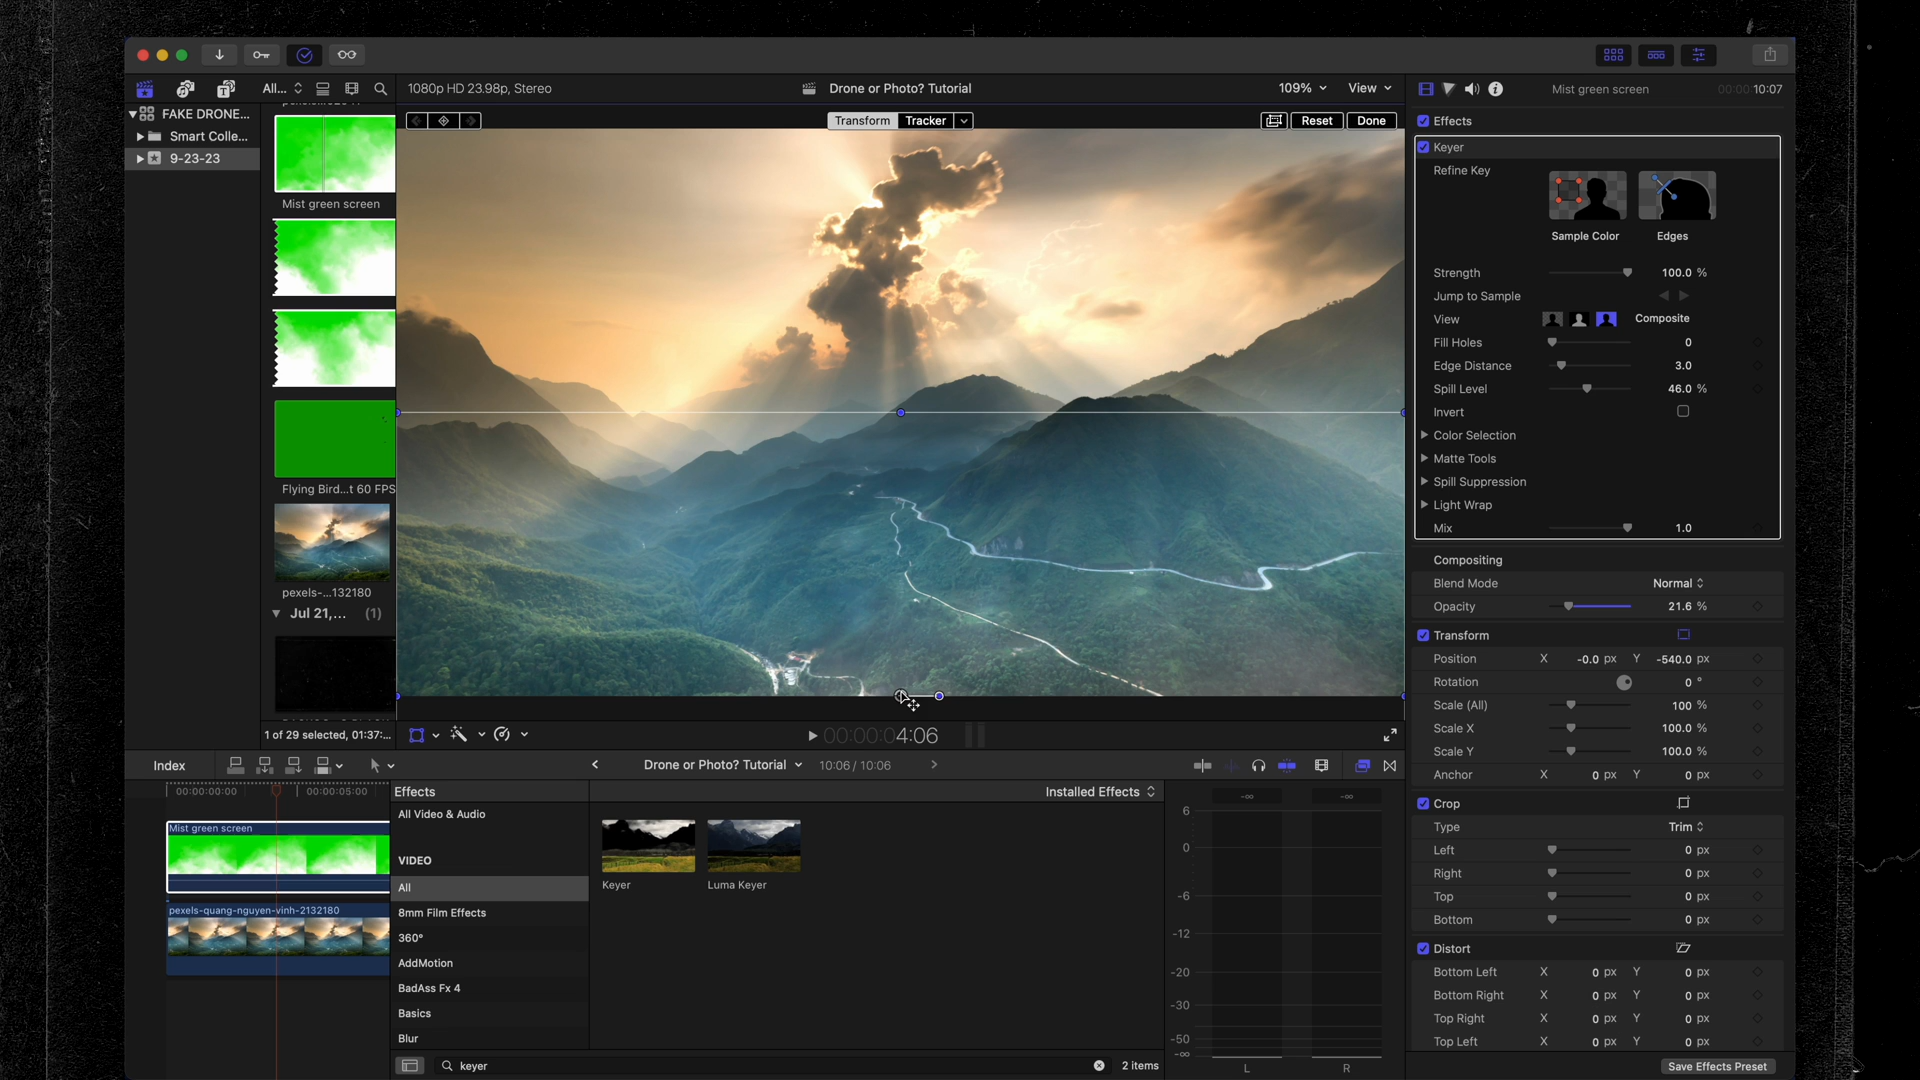 All...
1080p HD 23.98p, Stereo
Drone or Photo? Tutorial
109%
View
Mist green screen
00:00:10:07
FAKE DRONE...
Smart Colle...
9-23-23
Mist green screen
Flying Bird...t 60 FPS
pexels-...132180
Jul 21,... (1)
1 of 29 selected, 01:37:...
Transform
Tracker
Reset
Done
00:00:04:06
Effects
Keyer
Refine Key
Sample Color
Edges
Strength 100.0 %
Jump to Sample
View Composite
Fill Holes 0
Edge Distance 3.0
Spill Level 46.0 %
Invert
Color Selection
Matte Tools
Spill Suppression
Light Wrap
Mix 1.0
Compositing
Blend Mode Normal
Opacity 21.6 %
Transform
Position X -0.0 px Y -540.0 px
Rotation 0 °
Scale (All) 100 %
Scale X 100.0 %
Scale Y 100.0 %
Anchor X 0 px Y 0 px
Crop
Type Trim
Left 0 px
Right 0 px
Top 0 px
Bottom 0 px
Distort
Bottom Left X 0 px Y 0 px
Bottom Right X 0 px Y 0 px
Top Right X 0 px Y 0 px
Top Left X 0 px Y 0 px
Save Effects Preset
Index
Drone or Photo? Tutorial
10:06 / 10:06
00:00:00:00
00:00:05:00
Mist green screen
pexels-quang-nguyen-vinh-2132180
Effects
Installed Effects
All Video & Audio
VIDEO
All
8mm Film Effects
360°
AddMotion
BadAss Fx 4
Basics
Blur
Keyer
Luma Keyer
keyer
2 items
-∞
-∞
6
0
-6
-12
-20
-30
-50
-∞
L
R